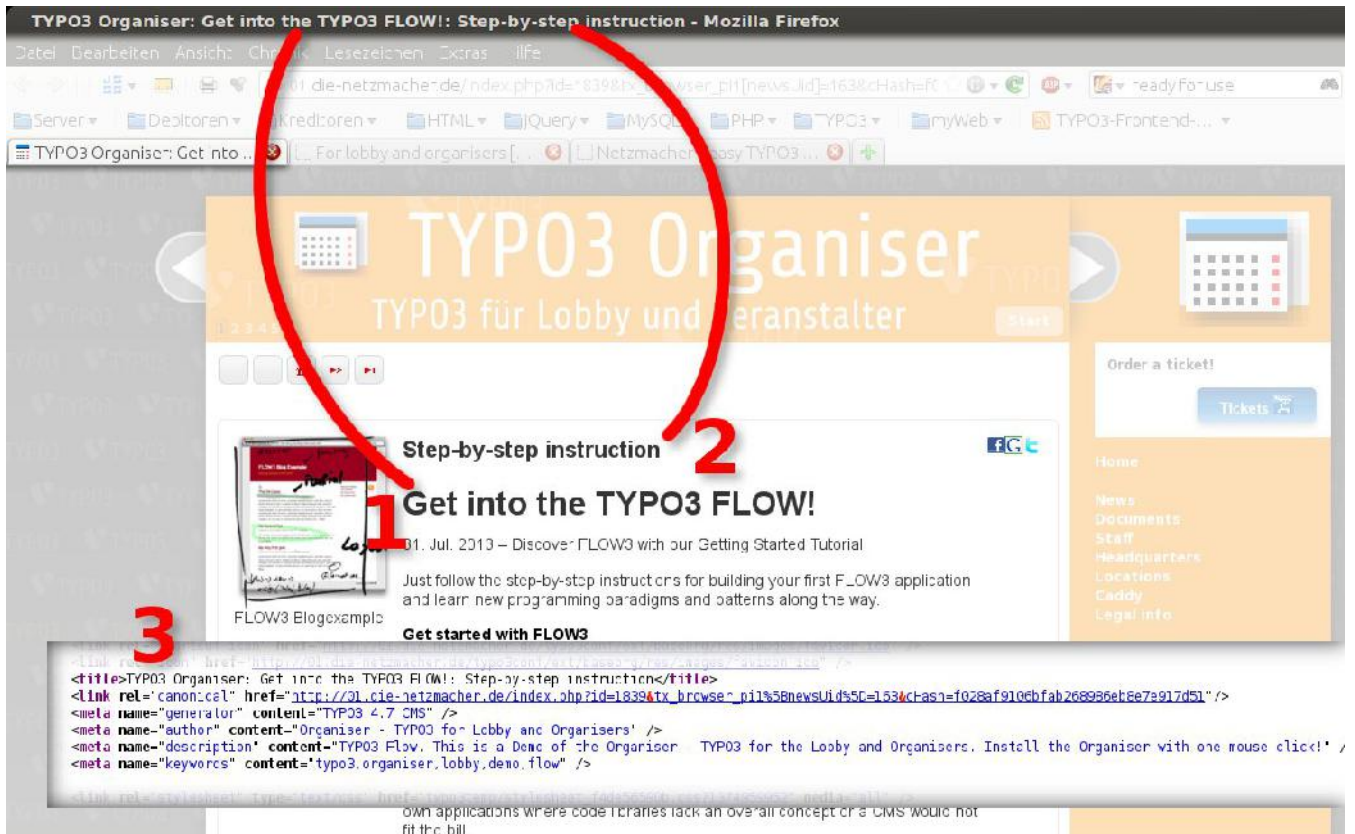 TYPO3 Organiser: Get into the TYPO3 FLOW!: Step-by-step instruction - Mozilla Firefox
Datei Bearbeiten Ansicht Chronik Lesezeichen Extras Hilfe
01.die-netzmacher.de/index.php?id=1839&tx_browser_pi1[newsUid]=163&cHash=f0 ready for use
Server Debitoren Kreditoren HTML jQuery MySQL PHP TYPO3 myWeb TYPO3-Frontend-...
TYPO3 Organiser: Get into ... For lobby and organisers [... Netzmacher easy TYPO3 ...
TYPO3 Organiser
TYPO3 für Lobby und Veranstalter
1 2 3 4 5
Start
Order a ticket!
Tickets
Step-by-step instruction
2
Get into the TYPO3 FLOW!
1
01. Jul. 2013 – Discover FLOW3 with our Getting Started Tutorial
Just follow the step-by-step instructions for building your first FLOW3 application
and learn new programming paradigms and patterns along the way.
FLOW3 Blogexample
Get started with FLOW3
Home
News
Documents
Staff
Headquarters
Locations
Caddy
Legal info
3
<title>TYPO3 Organiser: Get into the TYPO3 FLOW!: Step-by-step instruction</title>
<link rel="canonical" href="http://01.die-netzmacher.de/index.php?id=1839&tx_browser_pi1%5BnewsUid%5D=163&cHash=f028af9106bfab268986eb8e7e917d51"/>
<meta name="generator" content="TYPO3 4.7 CMS" />
<meta name="author" content="Organiser - TYPO3 for Lobby and Organisers" />
<meta name="description" content="TYPO3 Flow. This is a Demo of the Organiser - TYPO3 for the Lobby and Organisers. Install the Organiser with one mouse click!" /
<meta name="keywords" content="typo3,organiser,lobby,demo,flow" />
own applications where code libraries lack an overall concept or a CMS would not
fit the bill